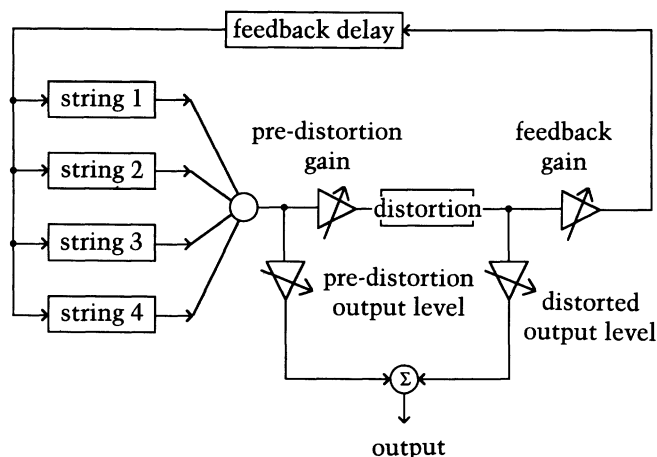 feedback delay
string 1
string 2
string 3
string 4
pre-distortion
gain
distortion
feedback
gain
pre-distortion
output level
distorted
output level
Σ
output